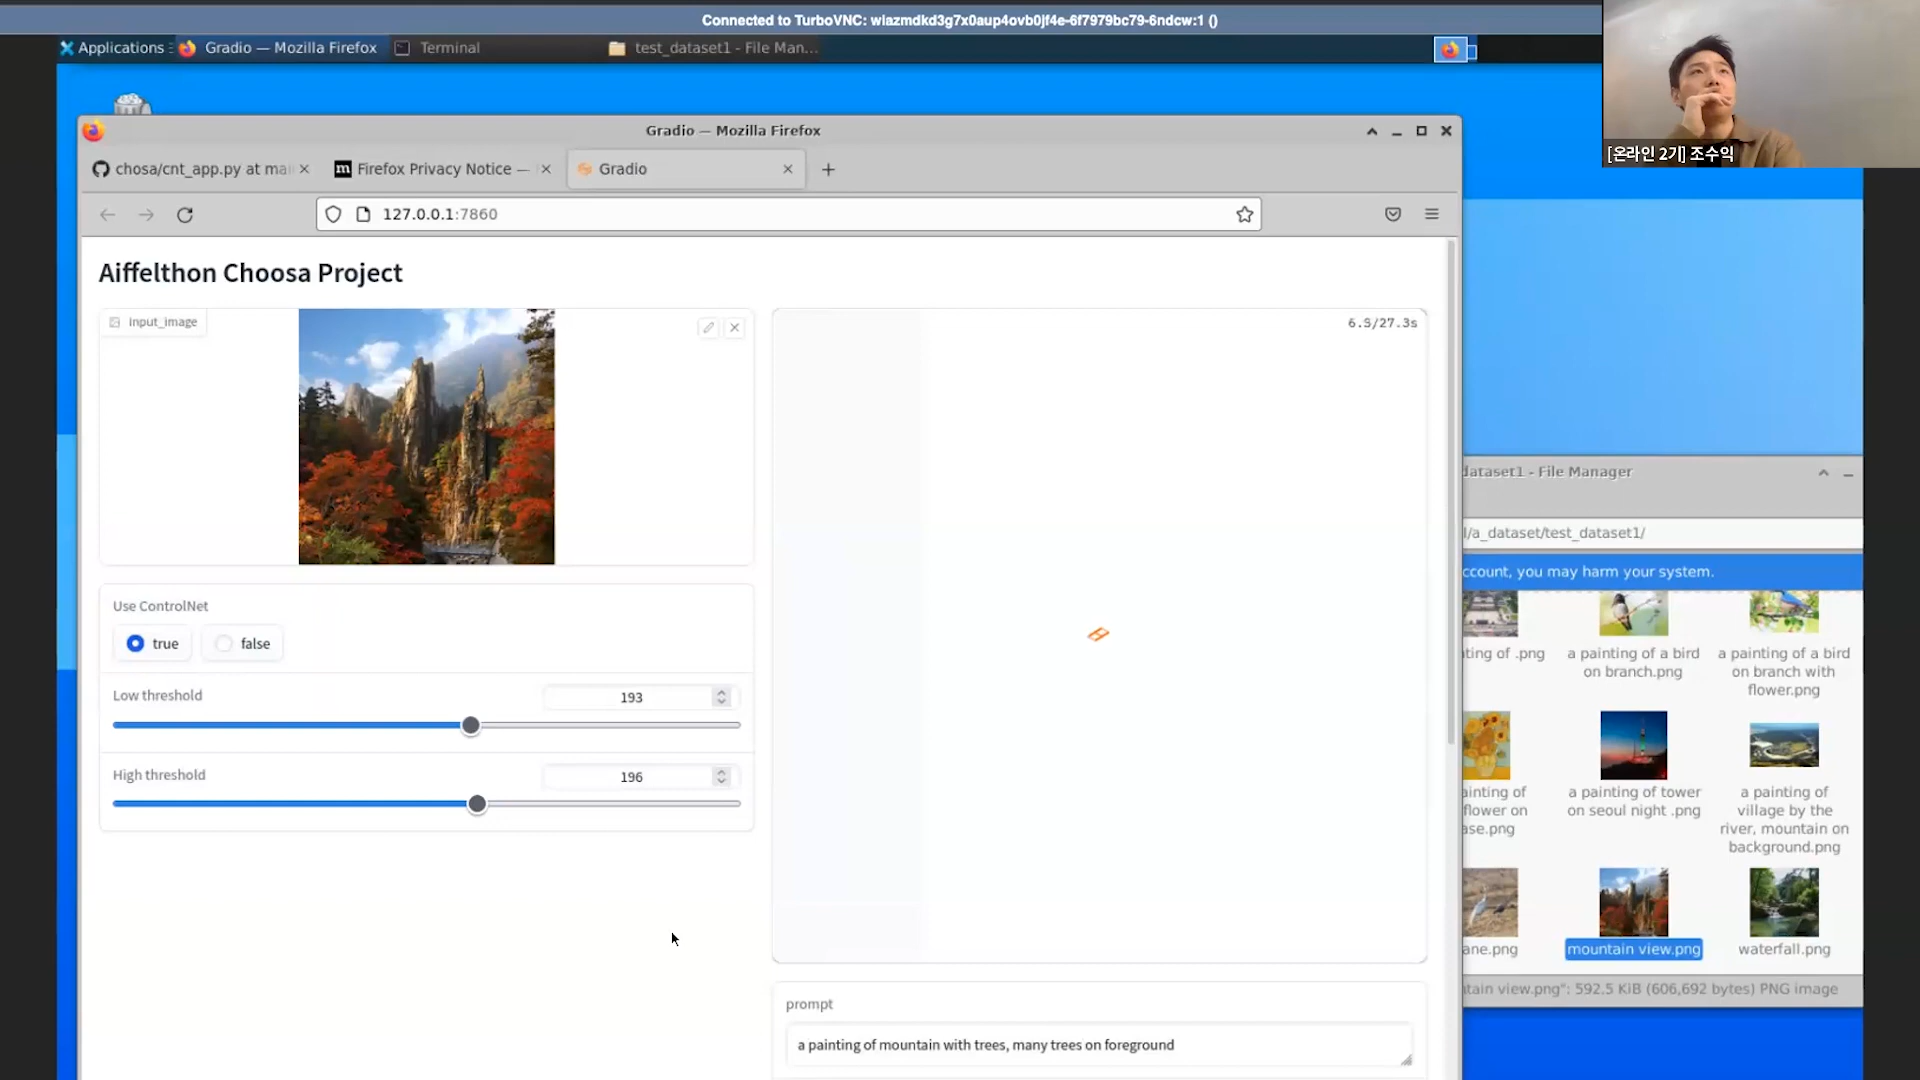 Connected to TurboVNC: wiazmdkd3g7x0aup4ovb0jf4e-6f7979bc79-6ndcw:1 ()
Applications
Gradio — Mozilla Firefox
Terminal
test_dataset1 - File Man...
[온라인 2기] 조수익
Gradio — Mozilla Firefox
chosa/cnt_app.py at mai
Firefox Privacy Notice —
Gradio
127.0.0.1:7860
Aiffelthon Choosa Project
input_image
6.9/27.3s
Use ControlNet
true
false
Low threshold
193
High threshold
196
prompt
a painting of mountain with trees, many trees on foreground
dataset1 - File Manager
l/a_dataset/test_dataset1/
ccount, you may harm your system.
ting of .png
a painting of a bird
on branch.png
a painting of a bird
on branch with
flower.png
ainting of
flower on
ase.png
a painting of tower
on seoul night .png
a painting of
village by the
river, mountain on
background.png
ane.png
mountain view.png
waterfall.png
tain view.png": 592.5 KiB (606,692 bytes) PNG image